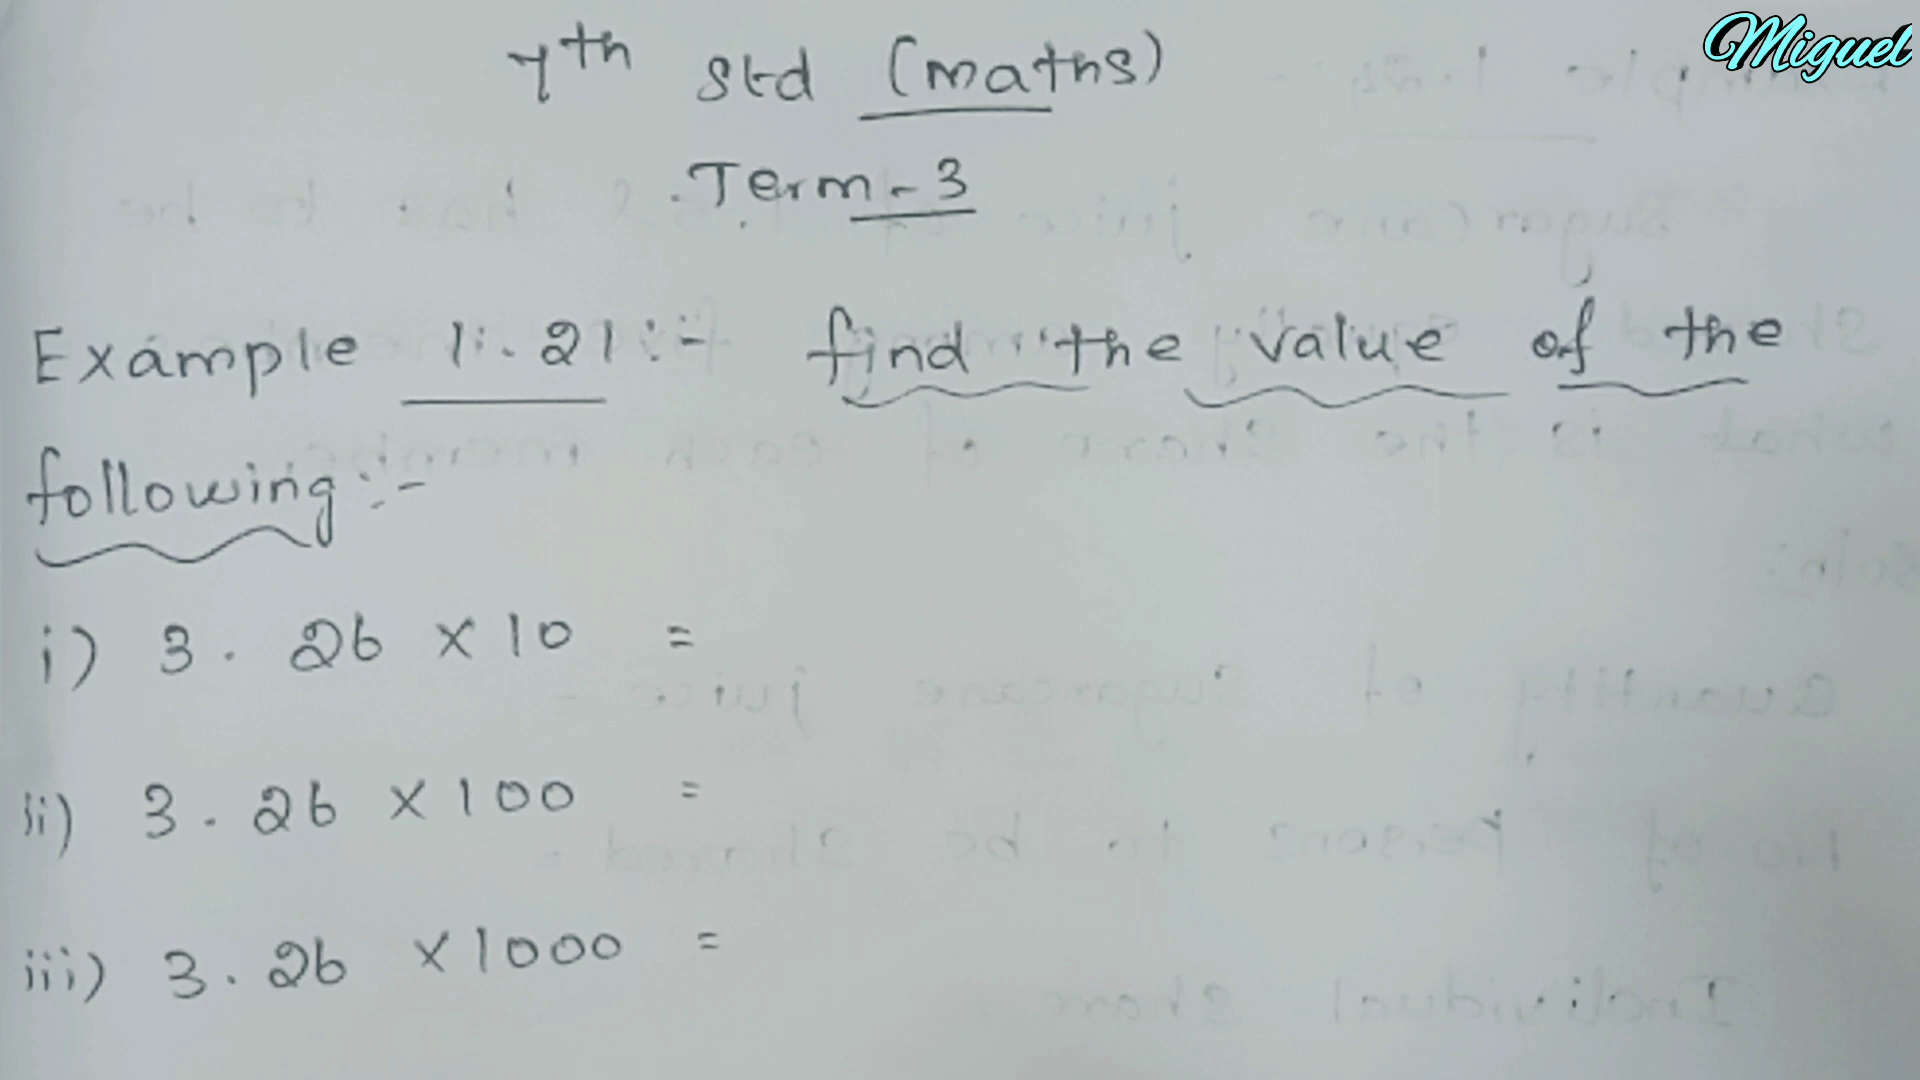 Miguel
7th std (maths)
Term - 3
Example 1.21:- find the value of the
following:-
i) 3.26 × 10 =
ii) 3.26 × 100 =
iii) 3.26 × 1000 =